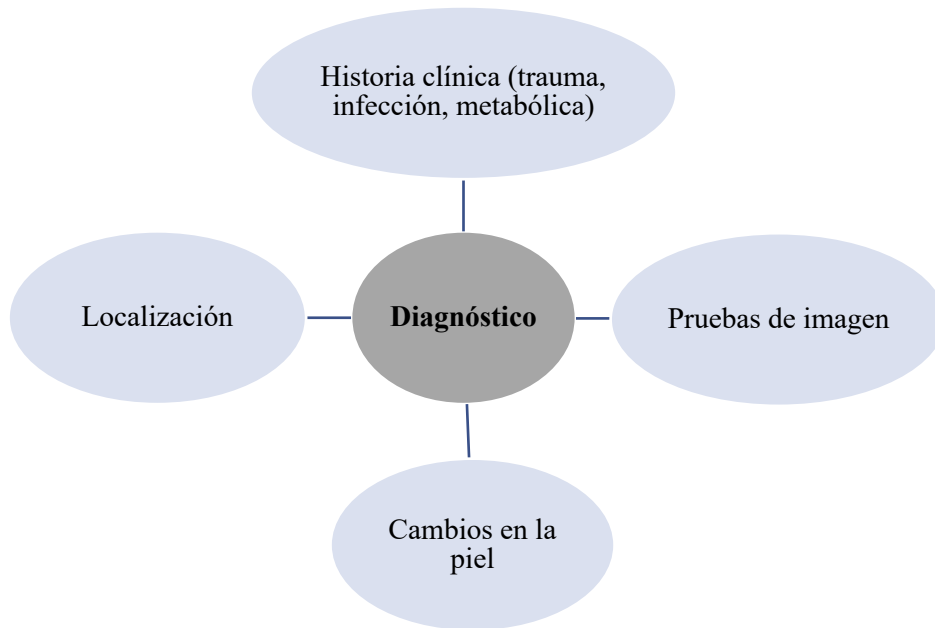 Historia clínica (trauma,
infección, metabólica)
Localización
Diagnóstico
Pruebas de imagen
Cambios en la
piel